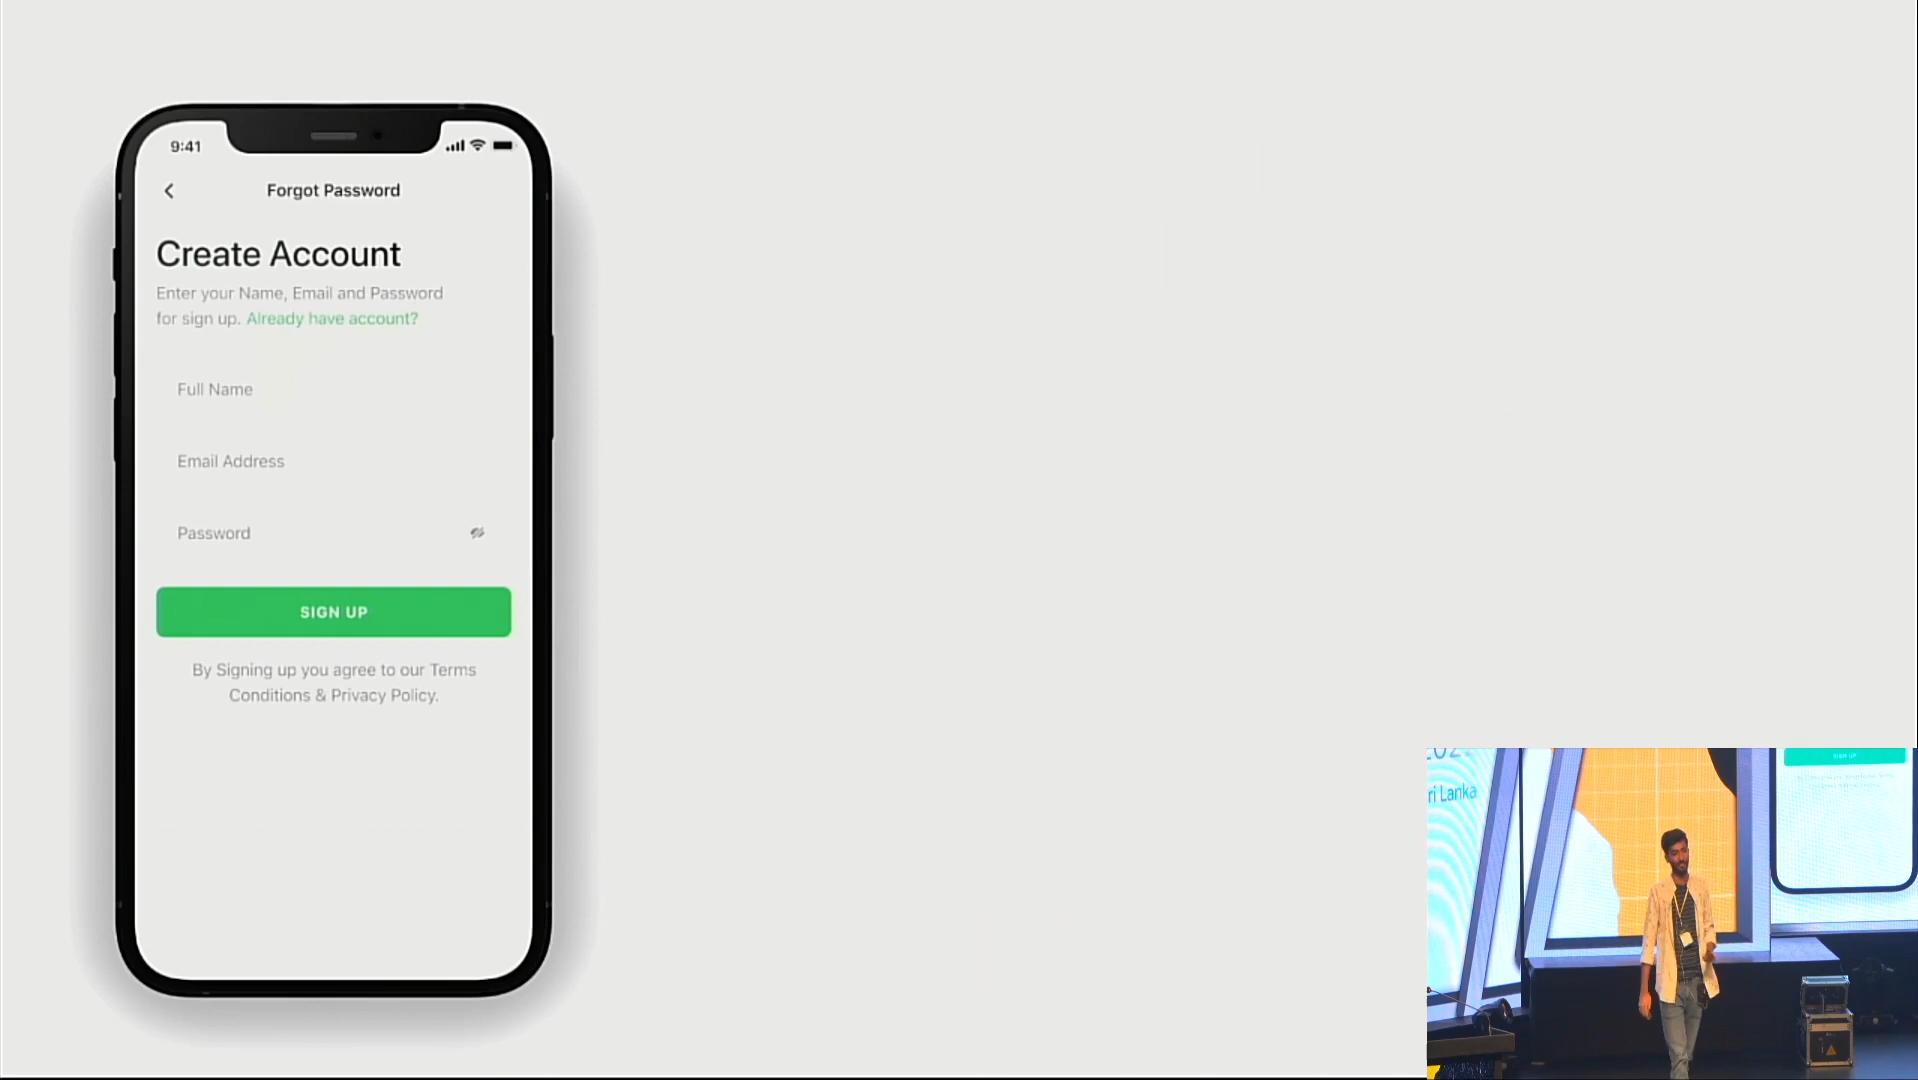 9:41
Forgot Password
Create Account
Enter your Name, Email and Password
for sign up. Already have account?
Full Name
Email Address
Password
SIGN UP
By Signing up you agree to our Terms
Conditions & Privacy Policy.
ri Lanka
SIGN UP